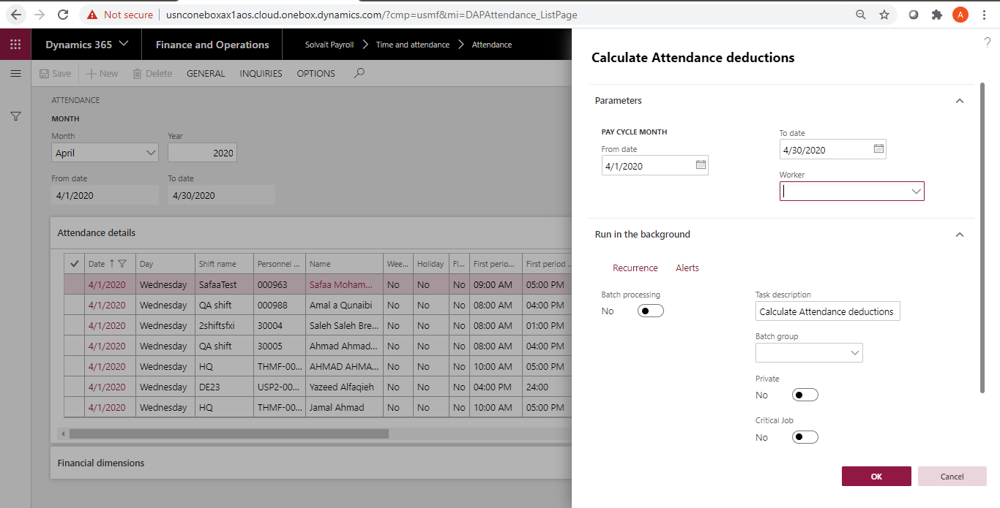 Not secure usnconeboxax1aos.cloud.onebox.dynamics.com/?cmp=usmf&mi=DAPAttendance_ListPage A
Dynamics 365 Finance and Operations Solvait Payroll Time and attendance Attendance
?
Save New Delete GENERAL INQUIRIES OPTIONS
ATTENDANCE
MONTH
Month Year
April 2020
From date To date
4/1/2020 4/30/2020
Attendance details
Date Day Shift name Personnel ... Name Wee... Holiday Fl... First perio... First period ..
4/1/2020 Wednesday SafaaTest 000963 Safaa Moham... No No No 09:00 AM 05:00 PM
4/1/2020 Wednesday QA shift 000988 Amal a Qunaibi No No No 08:00 AM 04:00 PM
4/1/2020 Wednesday 2shiftsfxi 30004 Saleh Saleh Bre... No No No 08:00 AM 01:00 PM
4/1/2020 Wednesday QA shift 30005 Ahmad Ahmad... No No No 08:00 AM 04:00 PM
4/1/2020 Wednesday HQ THMF-00... AHMAD AHMA... No No No 10:00 AM 05:00 PM
4/1/2020 Wednesday DE23 USP2-00... Yazeed Alfaqieh No No No 04:00 PM 24:00
4/1/2020 Wednesday HQ THMF-00... Jamal Ahmad No No No 10:00 AM 05:00 PM
Financial dimensions
Calculate Attendance deductions
Parameters
PAY CYCLE MONTH
From date
4/1/2020
To date
4/30/2020
Worker
Run in the background
Recurrence Alerts
Batch processing
No
Task description
Calculate Attendance deductions
Batch group
Private
No
Critical Job
No
OK Cancel